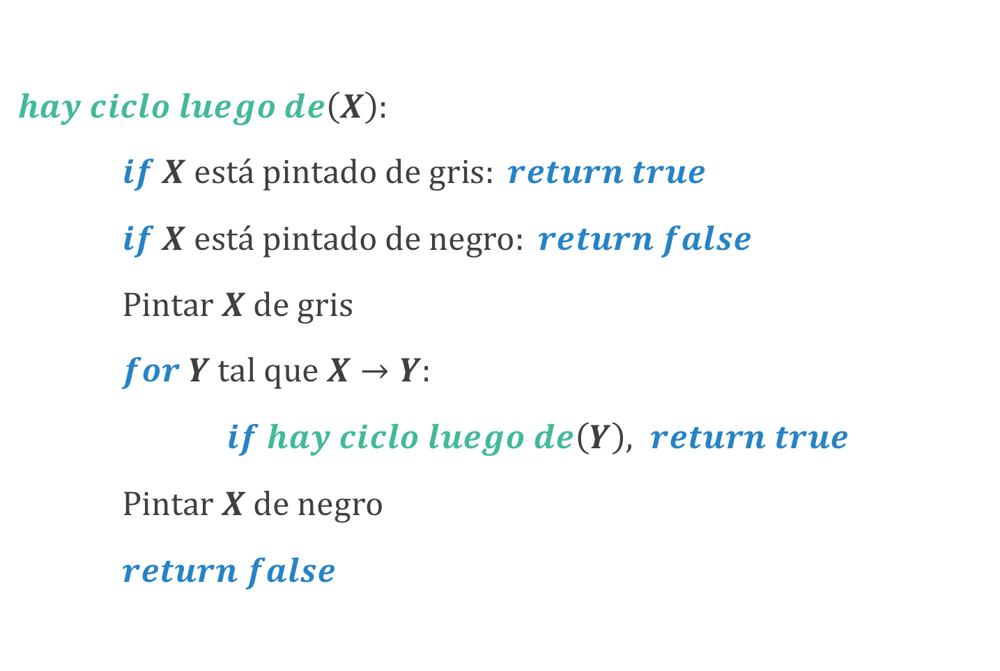 hay ciclo luego de(X):
if X está pintado de gris: return true
if X está pintado de negro: return false
Pintar X de gris
for Y tal que X → Y:
if hay ciclo luego de(Y), return true
Pintar X de negro
return false